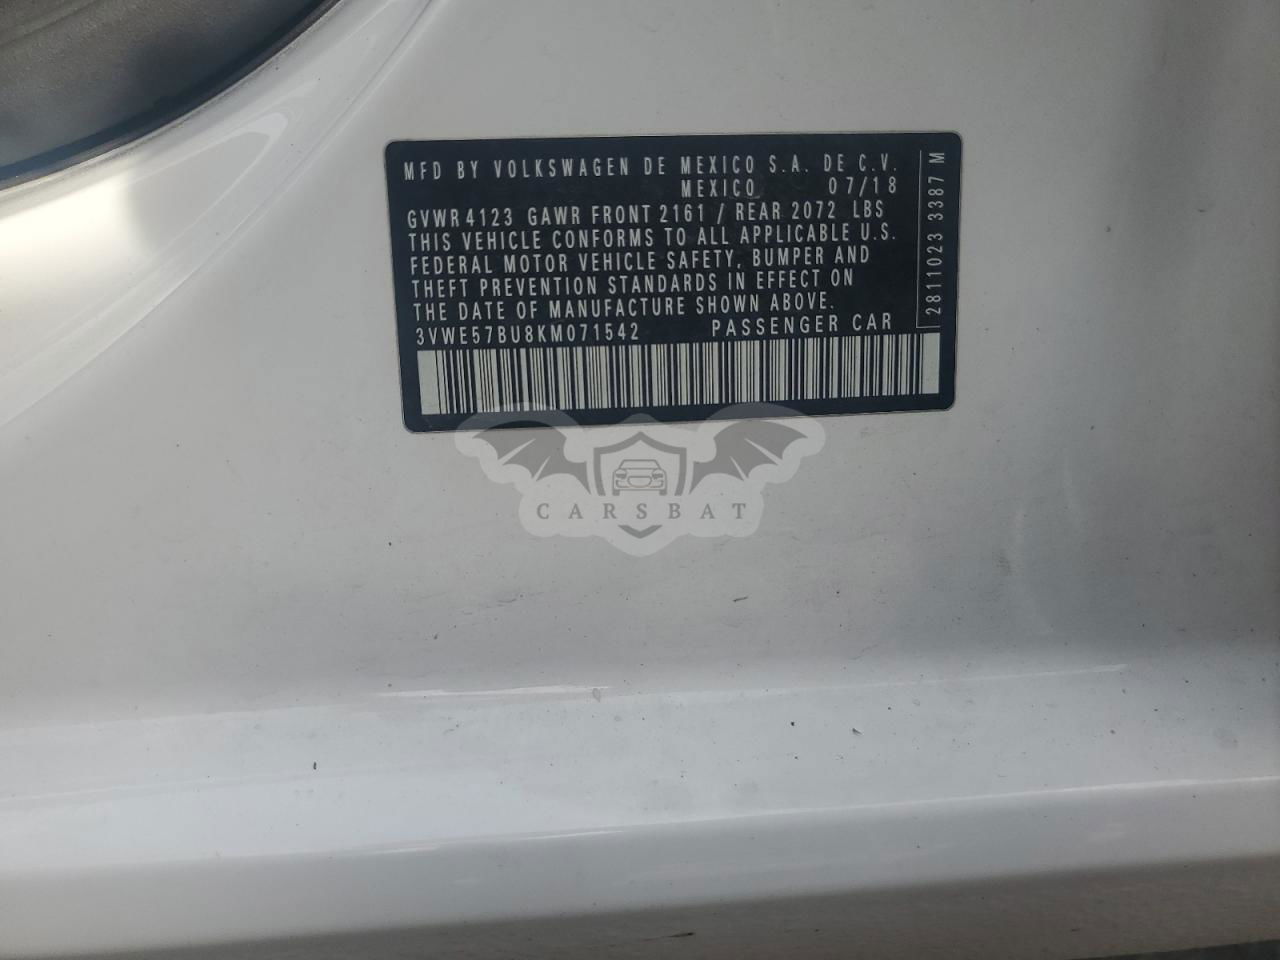 MFD BY VOLKSWAGEN DE MEXICO S.A. DE C.V.
MEXICO 07/18
GVWR 4123 GAWR FRONT 2161 / REAR 2072 LBS
THIS VEHICLE CONFORMS TO ALL APPLICABLE U.S.
FEDERAL MOTOR VEHICLE SAFETY, BUMPER AND
THEFT PREVENTION STANDARDS IN EFFECT ON
THE DATE OF MANUFACTURE SHOWN ABOVE.
3VWE57BU8KM071542 PASSENGER CAR
2811023 3387 M
CARSBAT